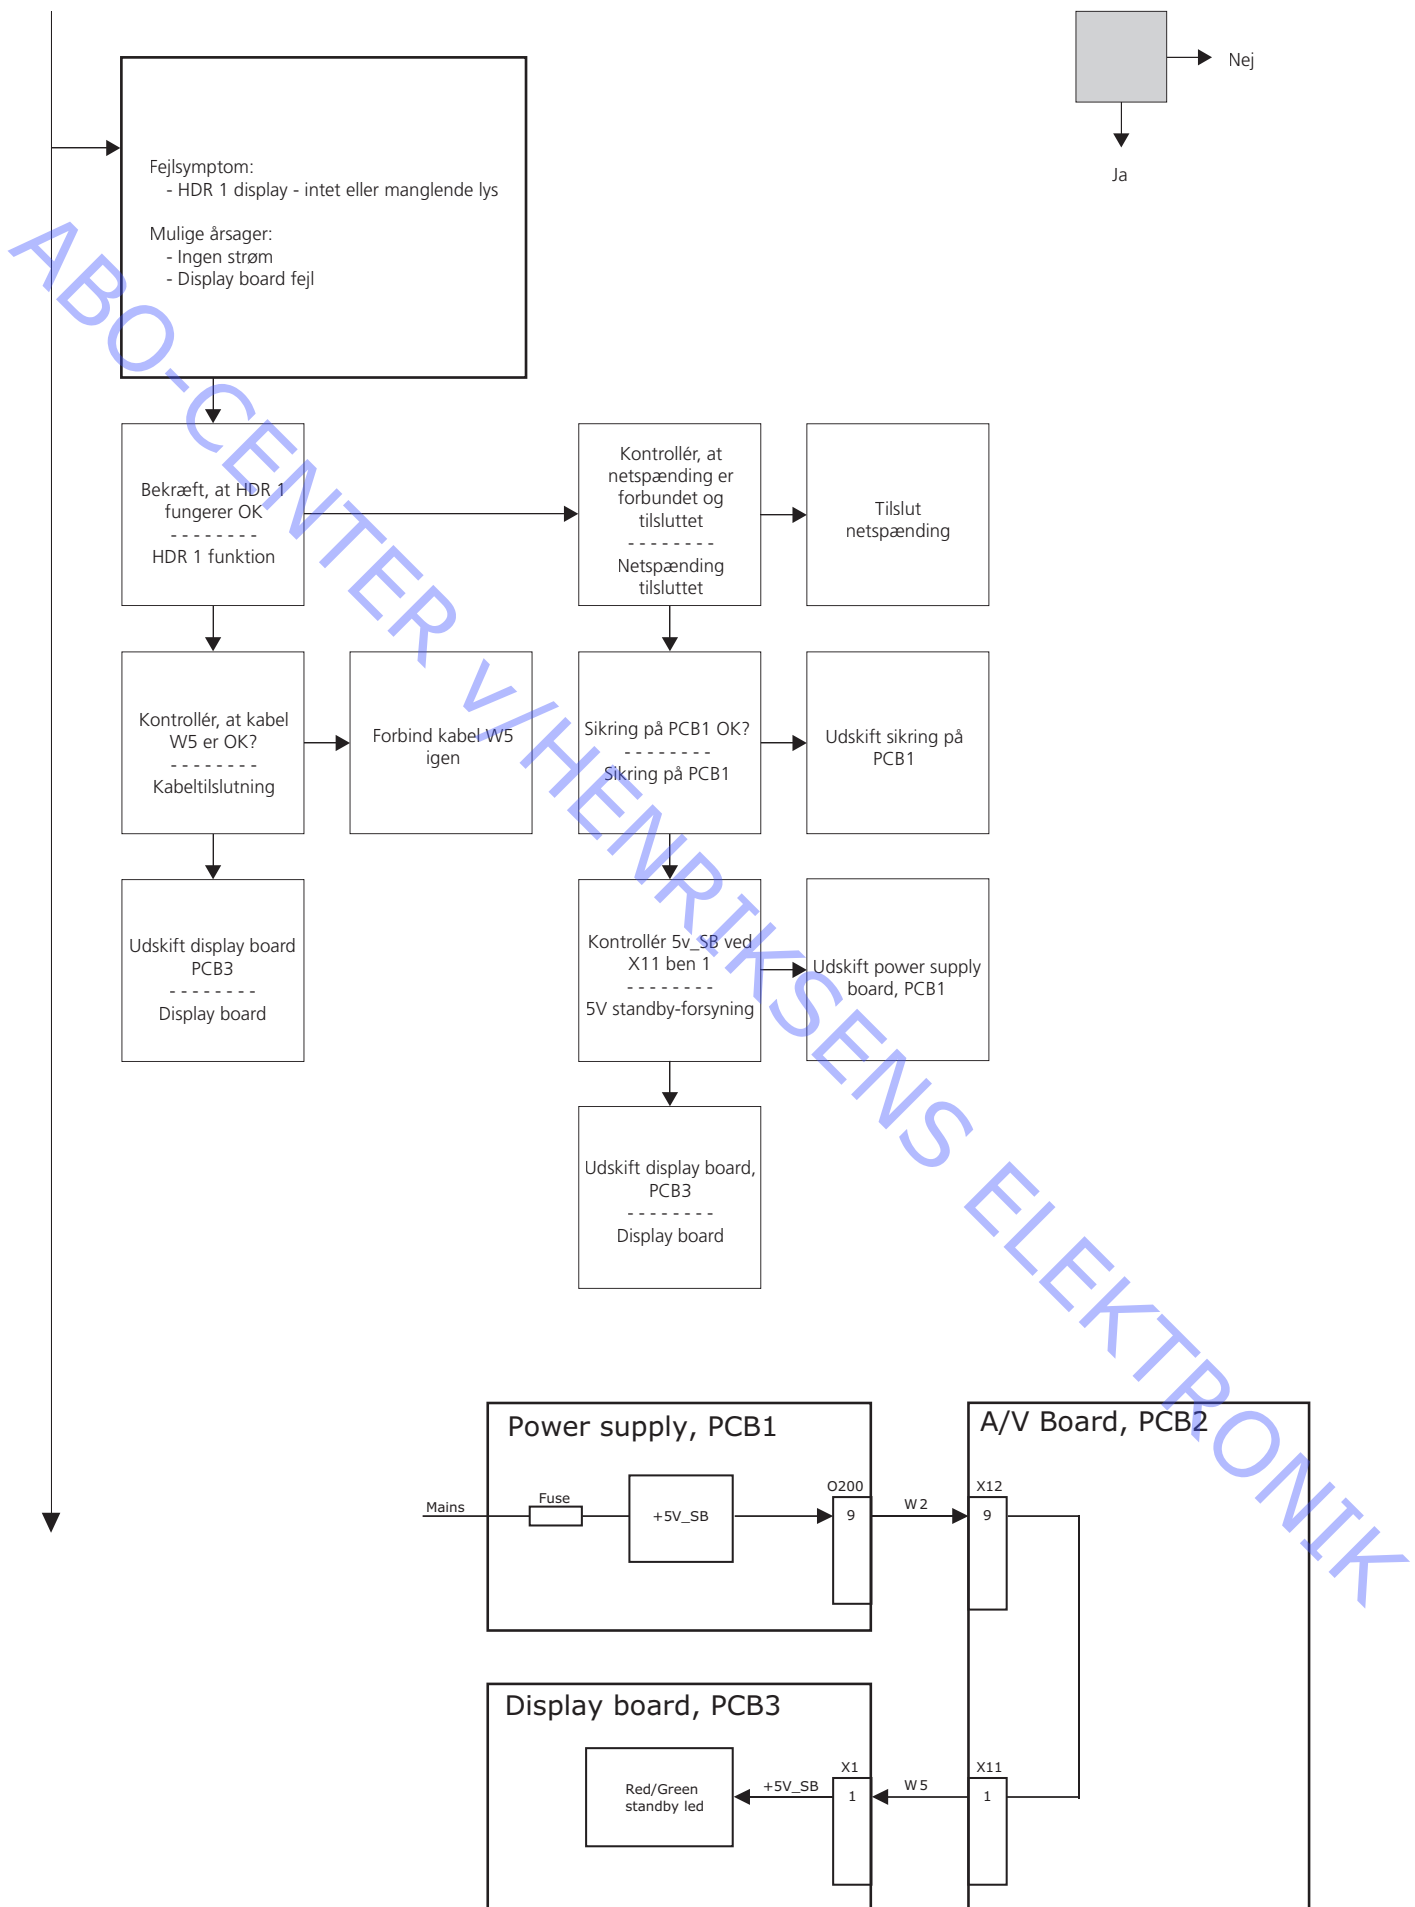 Nej
Ja
Fejlsymptom:
- HDR 1 display - intet eller manglende lys
Mulige årsager:
- Ingen strøm
- Display board fejl
Bekræft, at HDR 1
fungerer OK
- - - - - - - -
HDR 1 funktion
Kontrollér, at
netspænding er
forbundet og
tilsluttet
- - - - - - - -
Netspænding
tilsluttet
Tilslut
netspænding
Kontrollér, at kabel
W5 er OK?
- - - - - - - -
Kabeltilslutning
Forbind kabel W5
igen
Sikring på PCB1 OK?
- - - - - - - -
Sikring på PCB1
Udskift sikring på
PCB1
Udskift display board
PCB3
- - - - - - - -
Display board
Kontrollér 5v_SB ved
X11 ben 1
- - - - - - - -
5V standby-forsyning
Udskift power supply
board, PCB1
Udskift display board,
PCB3
- - - - - - - -
Display board
ABO-CENTER v/HENRIKSENS ELEKTRONIK
Power supply, PCB1
A/V Board, PCB2
Mains
Fuse
+5V_SB
O200
9
W2
X12
9
Display board, PCB3
Red/Green
standby led
+5V_SB
X1
1
W5
X11
1